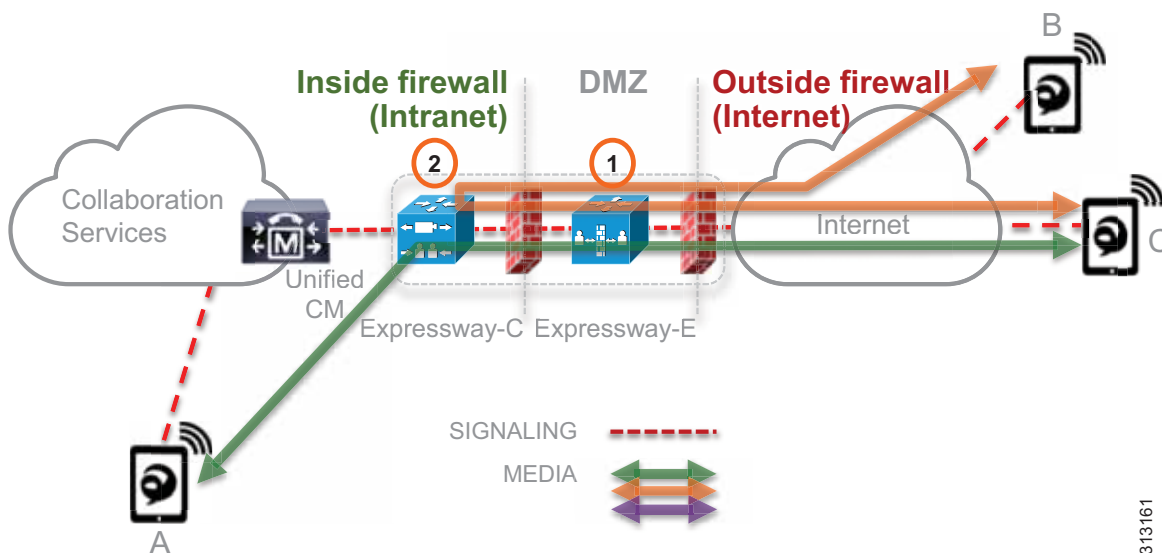 B
Inside firewall
(Intranet)
DMZ
Outside firewall
(Internet)
2
1
Collaboration
Services
M
Unified
CM
Internet
C
Expressway-C
Expressway-E
SIGNALING
MEDIA
A
313161